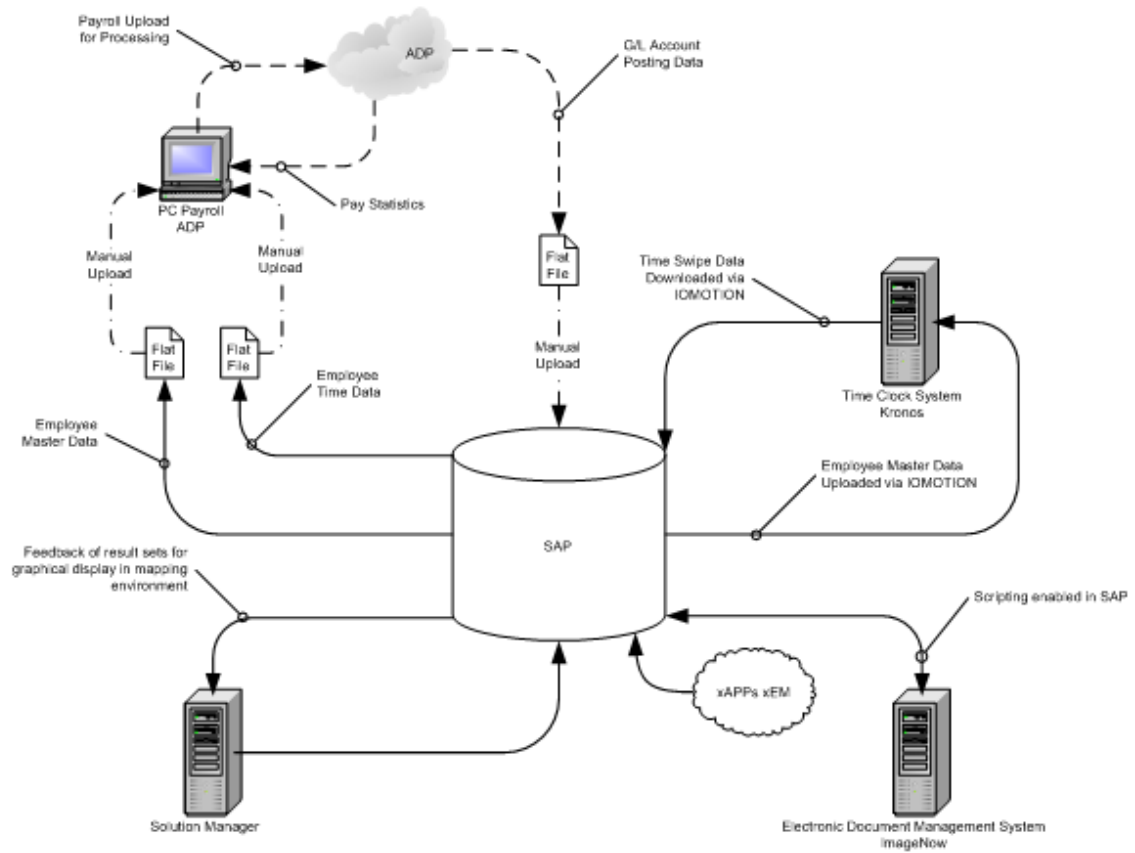 Payroll Upload
for Processing
ADP
G/L Account
Posting Data
Pay Statistics
PC Payroll
ADP
Manual
Upload
Manual
Upload
Flat
File
Time Swipe Data
Downloaded via
IOMOTION
Manual
Upload
Flat
File
Flat
File
Employee
Time Data
Time Clock System
Kronos
Employee
Master Data
Employee Master Data
Uploaded via IOMOTION
SAP
Feedback of result sets for
graphical display in mapping
environment
Scripting enabled in SAP
xAPPs xEM
Solution Manager
Electronic Document Management System
ImageNow